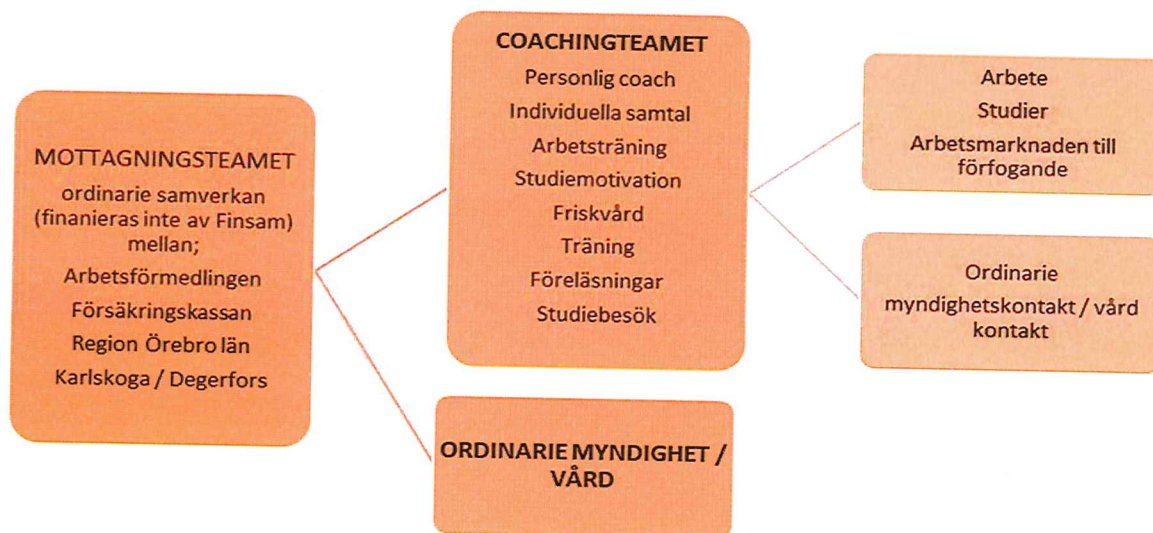 MOTTAGNINGSTEAMET
ordinarie samverkan
(finanieras inte av Finsam)
mellan;
Arbetsförmedlingen
Försäkringskassan
Region Örebro län
Karlskoga / Degerfors
COACHINGTEAMET
Personlig coach
Individuella samtal
Arbetsträning
Studiemotivation
Friskvård
Träning
Föreläsningar
Studiebesök
ORDINARIE MYNDIGHET /
VÅRD
Arbete
Studier
Arbetsmarknaden till
förfogande
Ordinarie
myndighetskontakt / vård
kontakt